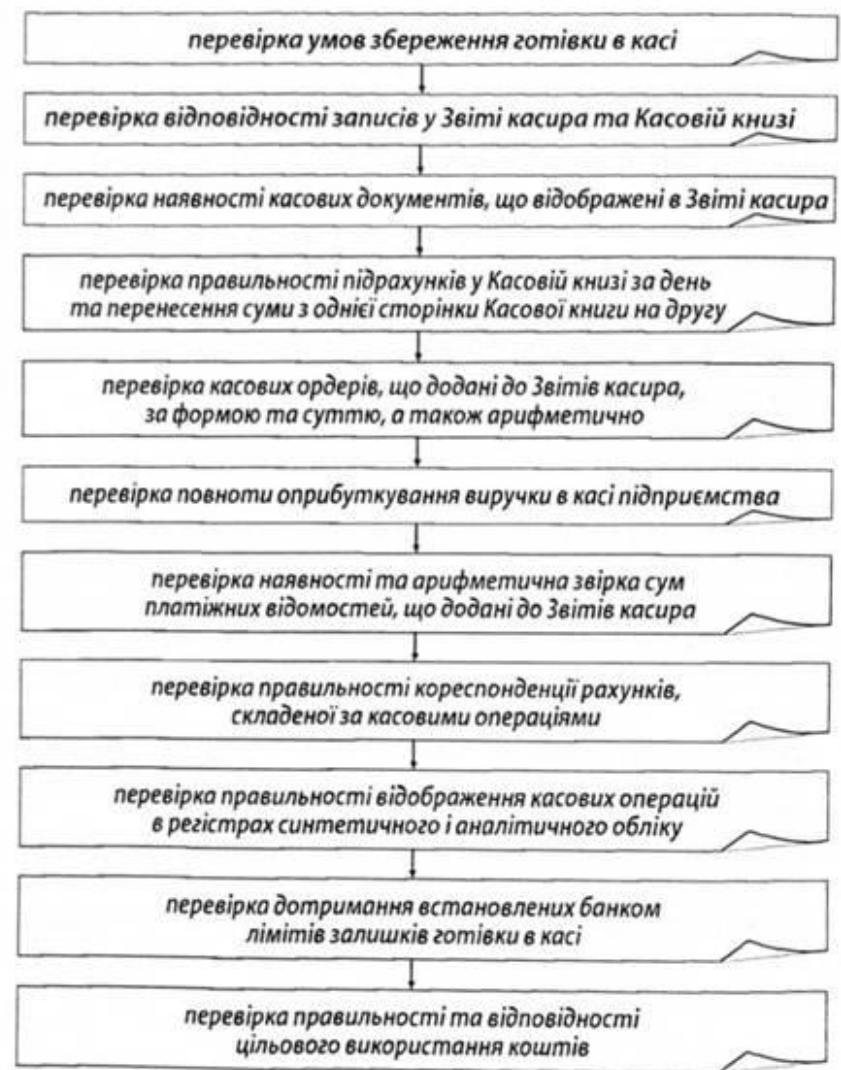 перевірка умов збереження готівки в касі
перевірка відповідності записів у Звіті касира та Касовій книзі
перевірка наявності касових документів, що відображені в Звіті касира
перевірка правильності підрахунків у Касовій книзі за день
та перенесення суми з однієї сторінки Касової книги на другу
перевірка касових ордерів, що додані до Звітів касира,
за формою та суттю, а також арифметично
перевірка повноти оприбуткування виручки в касі підприємства
перевірка наявності та арифметична звірка сум
платіжних відомостей, що додані до Звітів касира
перевірка правильності кореспонденції рахунків,
складеної за касовими операціями
перевірка правильності відображення касових операцій
в регістрах синтетичного і аналітичного обліку
перевірка дотримання встановлених банком
лімітів залишків готівки в касі
перевірка правильності та відповідності
цільового використання коштів